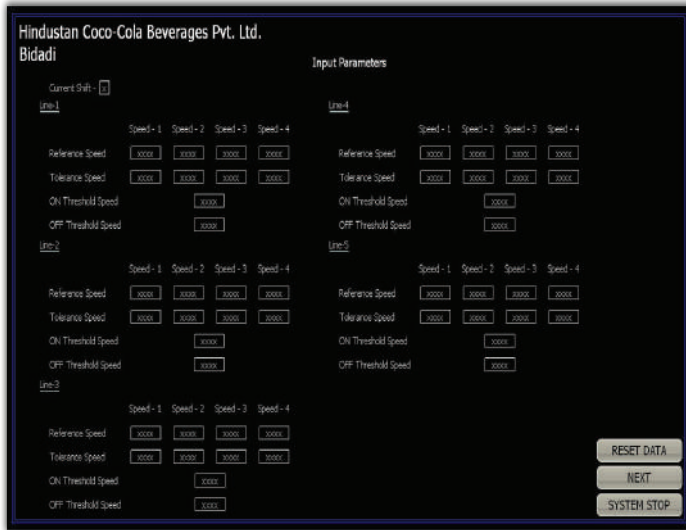 Hindustan Coco-Cola Beverages Pvt. Ltd.
Bidadi
Input Parameters
Current Shift - x
Line-1
Speed - 1 Speed - 2 Speed - 3 Speed - 4
Reference Speed xxxx xxxx xxxx xxxx
Tolerance Speed xxxx xxxx xxxx xxxx
ON Threshold Speed xxxx
OFF Threshold Speed xxxx
Line-2
Speed - 1 Speed - 2 Speed - 3 Speed - 4
Reference Speed xxxx xxxx xxxx xxxx
Tolerance Speed xxxx xxxx xxxx xxxx
ON Threshold Speed xxxx
OFF Threshold Speed xxxx
Line-3
Speed - 1 Speed - 2 Speed - 3 Speed - 4
Reference Speed xxxx xxxx xxxx xxxx
Tolerance Speed xxxx xxxx xxxx xxxx
ON Threshold Speed xxxx
OFF Threshold Speed xxxx
Line-4
Speed - 1 Speed - 2 Speed - 3 Speed - 4
Reference Speed xxxx xxxx xxxx xxxx
Tolerance Speed xxxx xxxx xxxx xxxx
ON Threshold Speed xxxx
OFF Threshold Speed xxxx
Line-5
Speed - 1 Speed - 2 Speed - 3 Speed - 4
Reference Speed xxxx xxxx xxxx xxxx
Tolerance Speed xxxx xxxx xxxx xxxx
ON Threshold Speed xxxx
OFF Threshold Speed xxxx
RESET DATA
NEXT
SYSTEM STOP